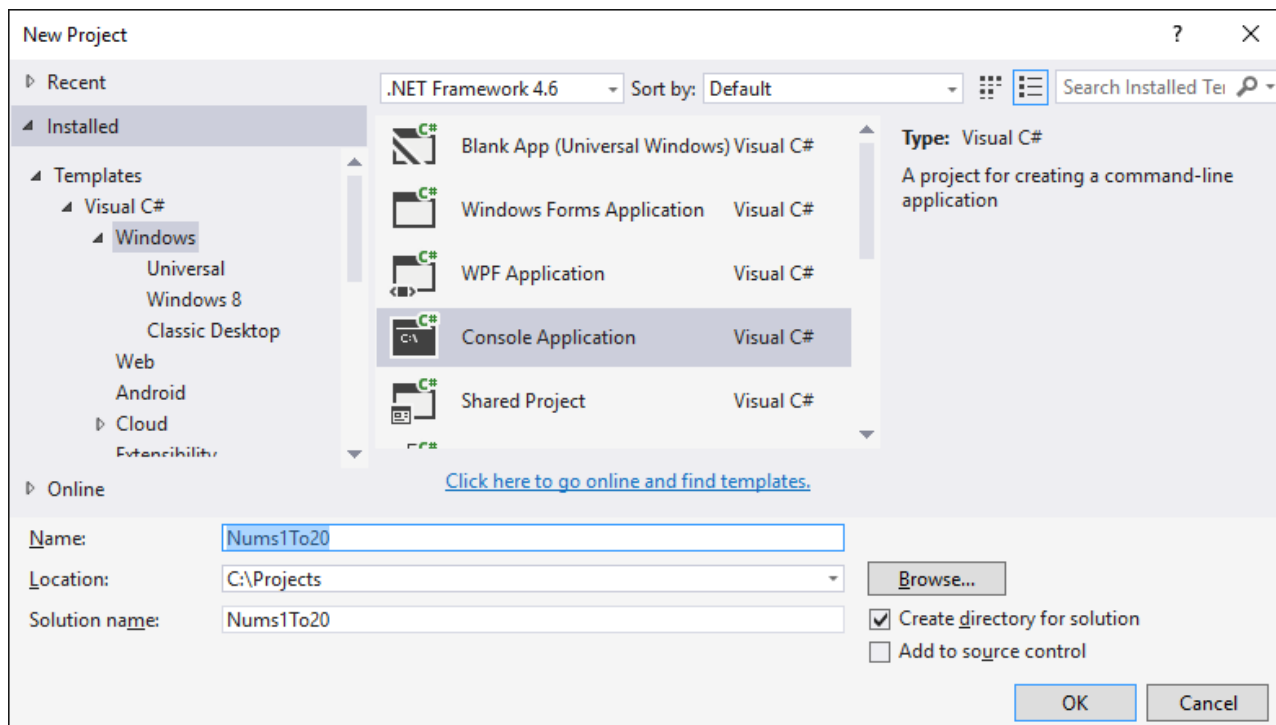 New Project
?
Recent
Installed
Templates
Visual C#
Windows
Universal
Windows 8
Classic Desktop
Web
Android
Cloud
Extensibility
Online
.NET Framework 4.6
Sort by: Default
Search Installed Te
C#
Blank App (Universal Windows) Visual C#
C#
Windows Forms Application Visual C#
C#
WPF Application Visual C#
C#
C:\
Console Application Visual C#
C#
Shared Project Visual C#
C#
Click here to go online and find templates.
Type: Visual C#
A project for creating a command-line
application
Name: Nums1To20
Location: C:\Projects
Browse...
Solution name: Nums1To20
Create directory for solution
Add to source control
OK Cancel